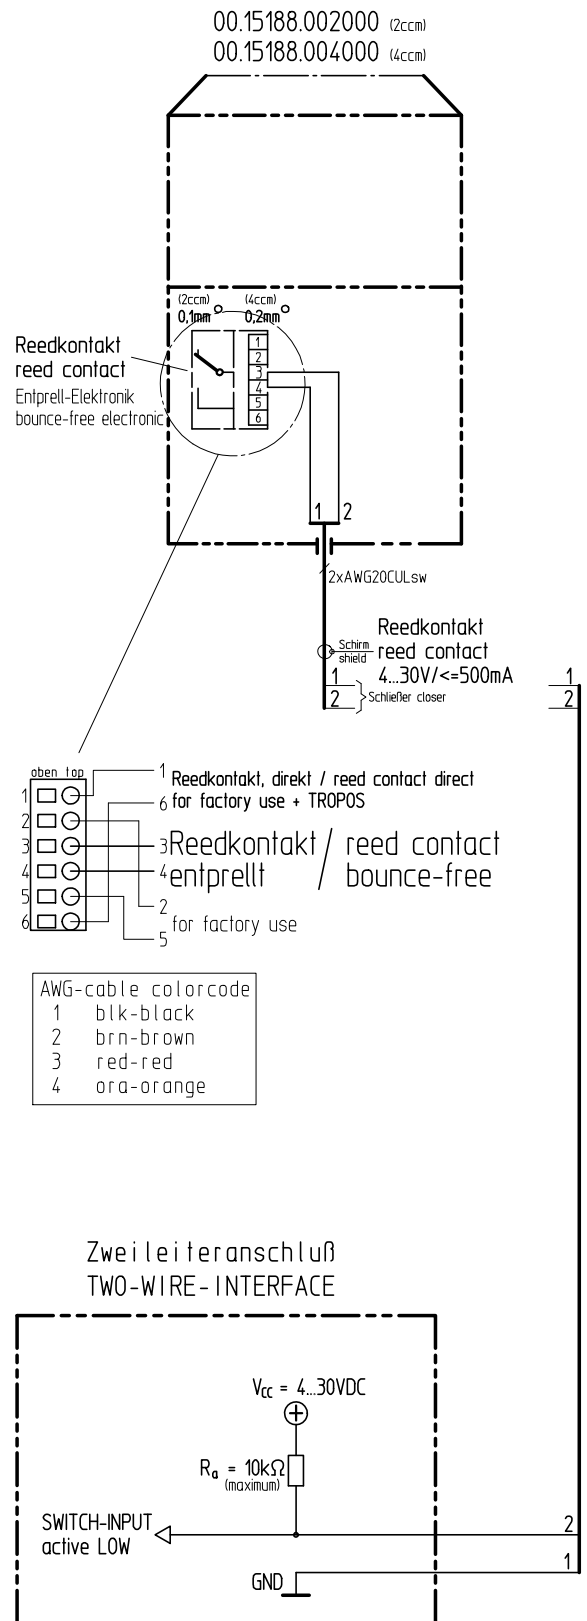 00.15188.002000 (2ccm)
00.15188.004000 (4ccm)
(2ccm) (4ccm)
0,1mm° 0,2mm°
Reedkontakt
reed contact
Entprell-Elektronik
bounce-free electronic
1
2
3
4
5
6
1 2
2xAWG20CULsw
Schirm
shield
Reedkontakt
reed contact
4...30V/<=500mA
1
2
Schließer closer
1
2
oben top
1
2
3
4
5
6
1 Reedkontakt, direkt / reed contact direct
6 for factory use + TROPOS
3 Reedkontakt / reed contact
4 entprellt / bounce-free
2
for factory use
5
AWG-cable colorcode
1 blk-black
2 brn-brown
3 red-red
4 ora-orange
Zweileiteranschluß
TWO-WIRE-INTERFACE
Vcc = 4...30VDC
+
Ra = 10kΩ
(maximum)
SWITCH-INPUT
active LOW
2
1
GND